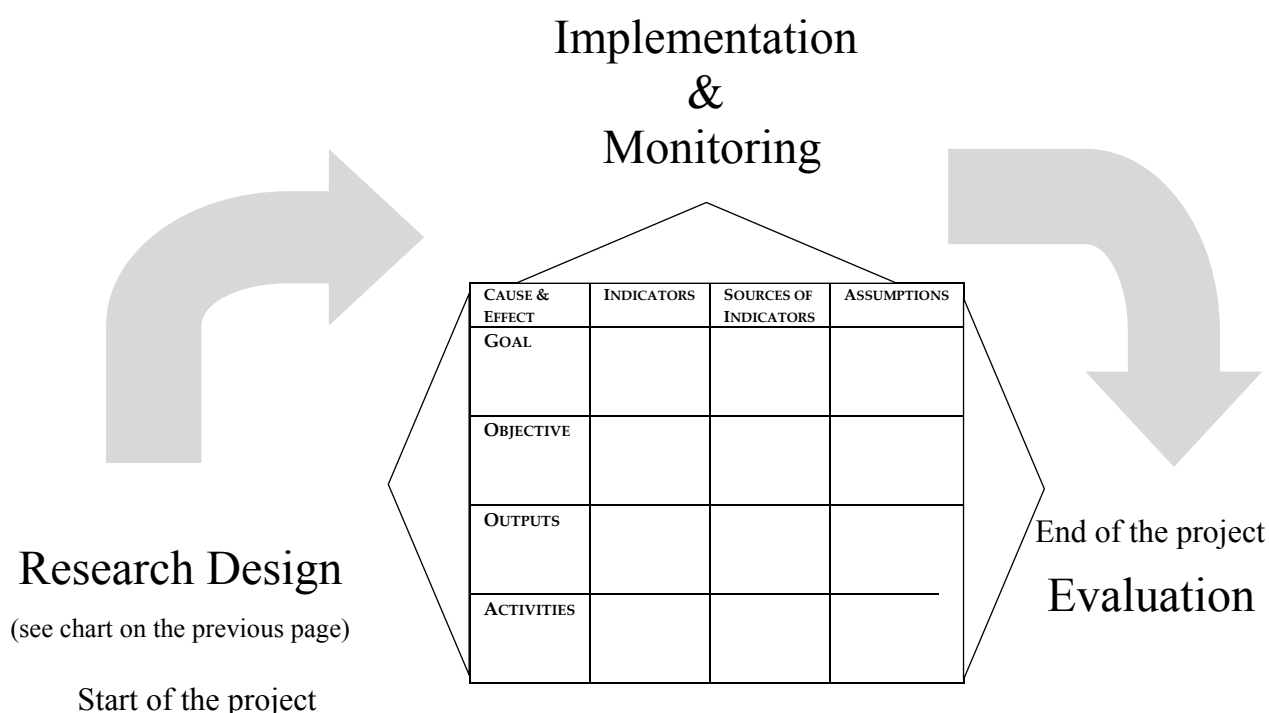 Implementation
&
Monitoring
CAUSE & EFFECT
INDICATORS
SOURCES OF INDICATORS
ASSUMPTIONS
GOAL
OBJECTIVE
OUTPUTS
ACTIVITIES
Research Design
(see chart on the previous page)
Start of the project
End of the project
Evaluation